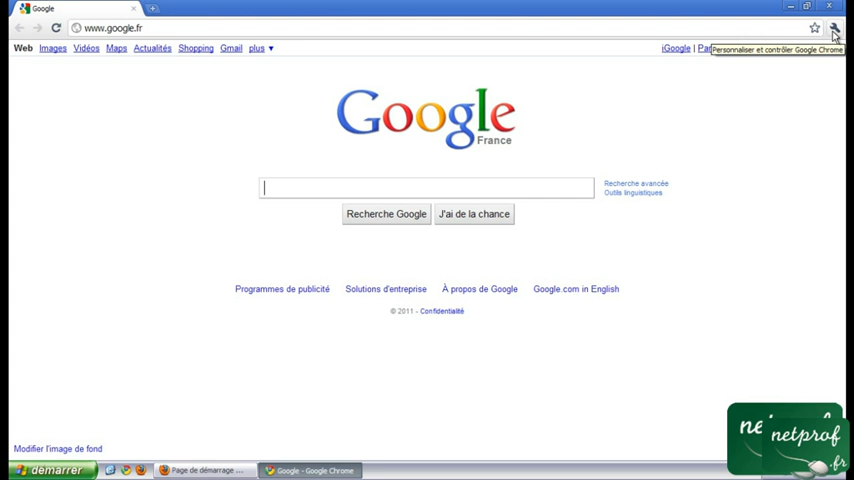 Google
www.google.fr
Web Images Vidéos Maps Actualités Shopping Gmail plus ▼ iGoogle |
Personnaliser et contrôler Google Chrome
Google
France
Recherche avancée
Outils linguistiques
Recherche Google J'ai de la chance
Programmes de publicité Solutions d'entreprise À propos de Google Google.com in English
© 2011 - Confidentialité
Modifier l'image de fond
netprof
.fr
démarrer Page de démarrage ... Google - Google Chrome